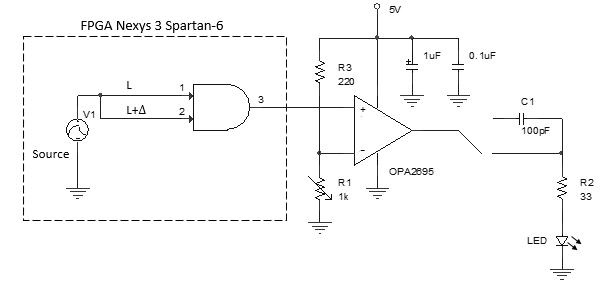 FPGA Nexys 3 Spartan-6
5V
1uF
0.1uF
R3
220
L
1
V1
L+Δ
2
3
Source
+
-
OPA2695
R1
1k
C1
100pF
R2
33
LED